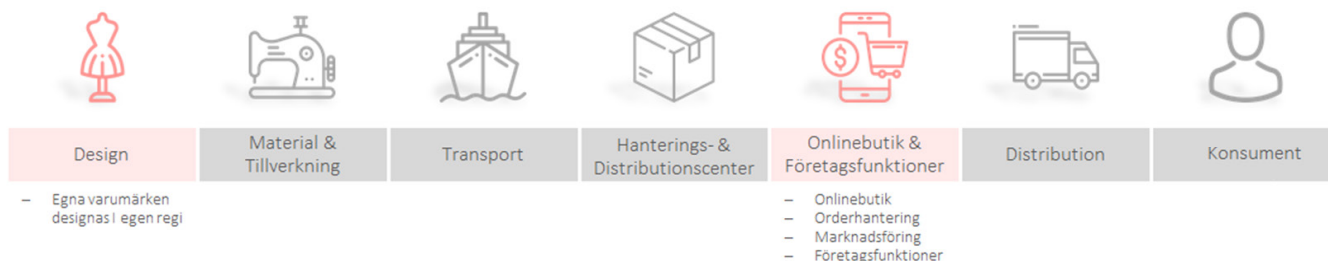 $
Design
Material &
Tillverkning
Transport
Hanterings- &
Distributionscenter
Onlinebutik &
Företagsfunktioner
Distribution
Konsument
– Egna varumärken
designas I egen regi
– Onlinebutik
– Orderhantering
– Marknadsföring
– Företagsfunktioner